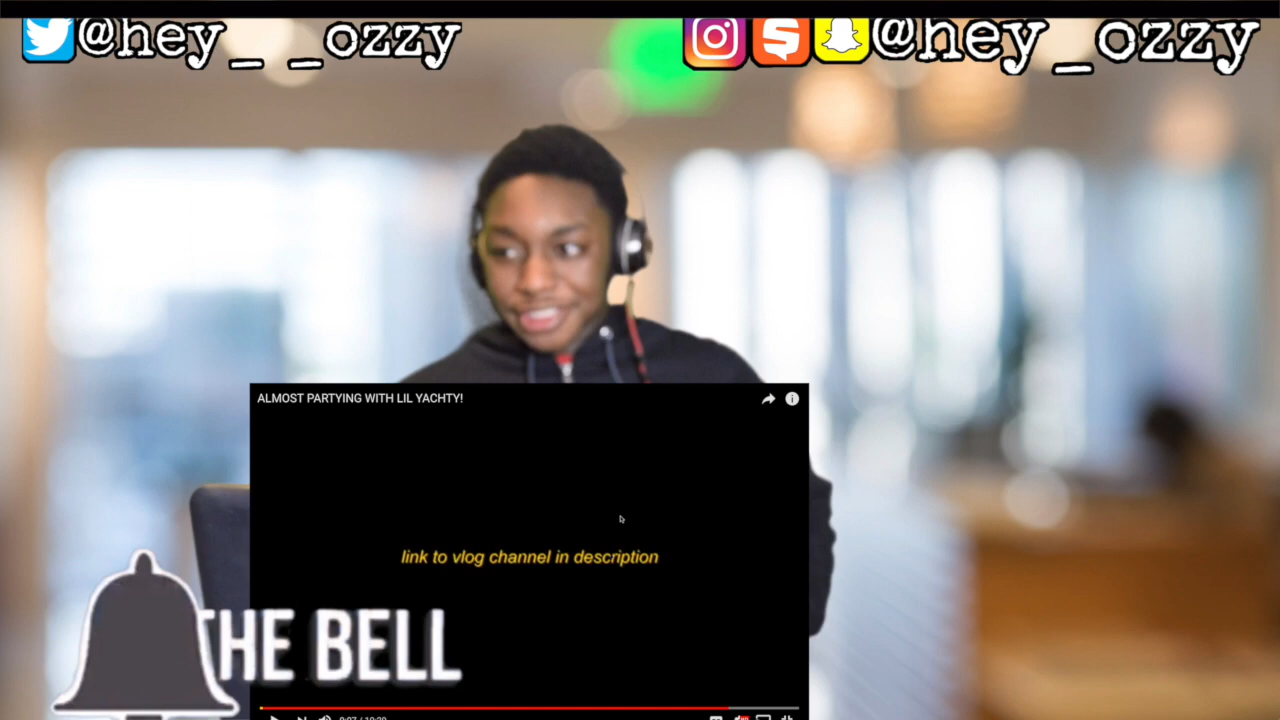 @hey_ _ozzy
@hey_ozzy
ALMOST PARTYING WITH LIL YACHTY!
link to vlog channel in description
THE BELL